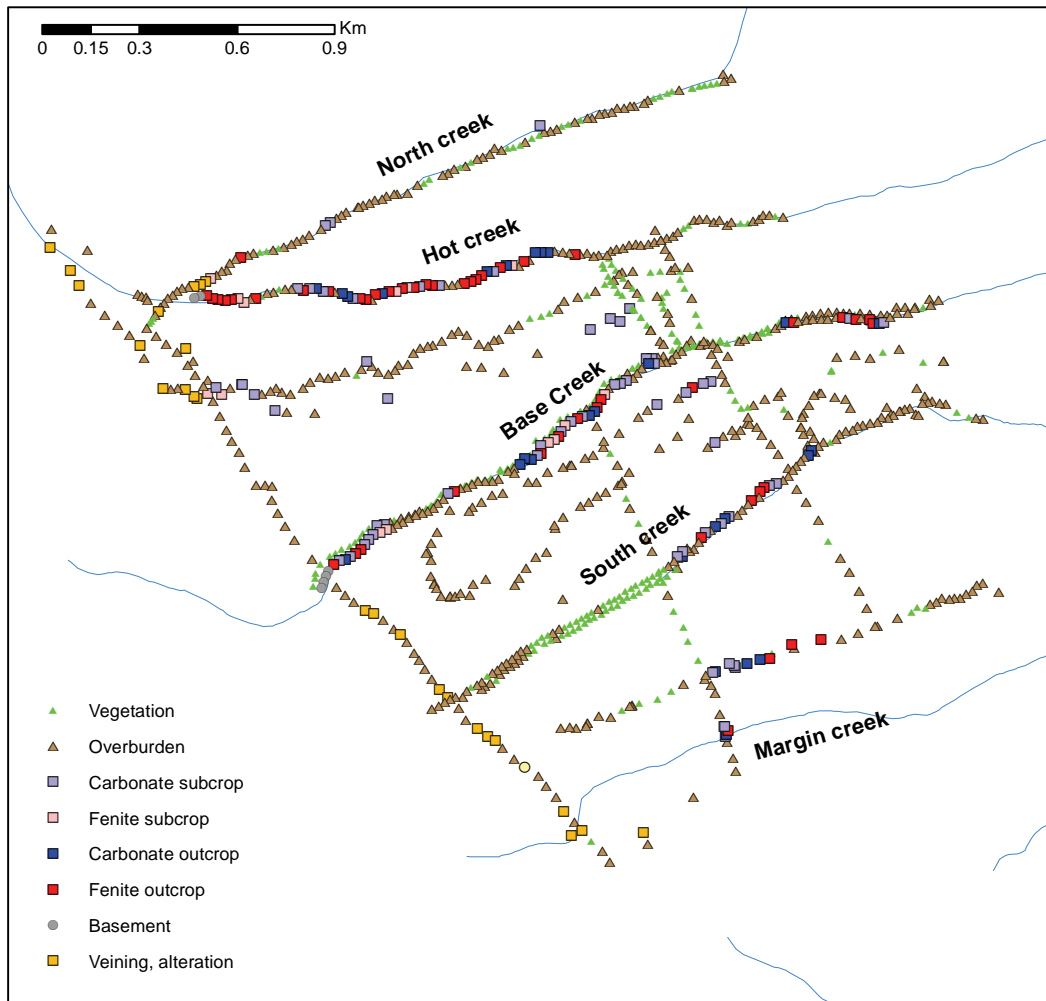 Km
0 0.15 0.3 0.6 0.9
North creek
Hot creek
Base Creek
South creek
Margin creek
Vegetation
Overburden
Carbonate subcrop
Fenite subcrop
Carbonate outcrop
Fenite outcrop
Basement
Veining, alteration